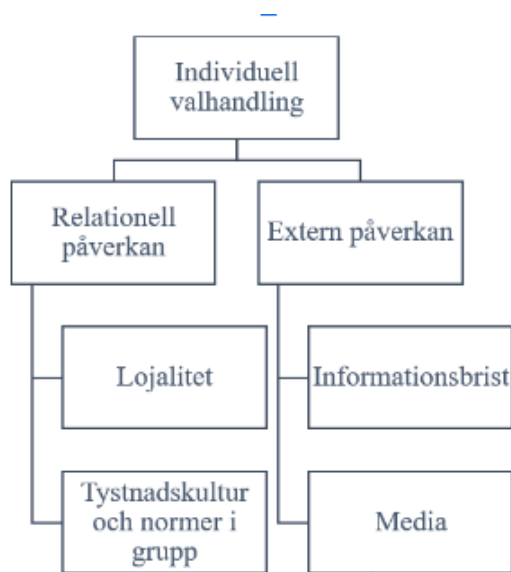 Individuell
valhandling
Relationell
påverkan
Extern påverkan
Lojalitet
Informationsbrist
Tystnadskultur
och normer i
grupp
Media